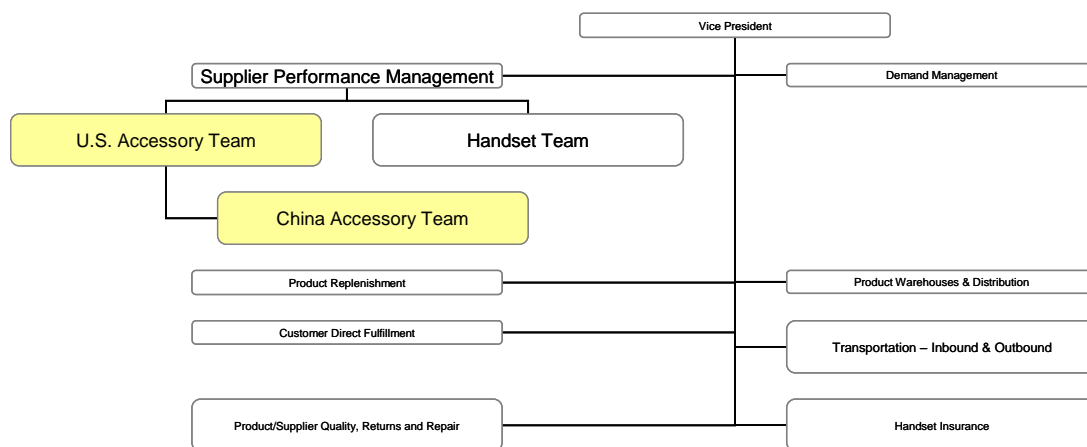 Vice President
Supplier Performance Management
Demand Management
U.S. Accessory Team
Handset Team
China Accessory Team
Product Replenishment
Product Warehouses & Distribution
Customer Direct Fulfillment
Transportation – Inbound & Outbound
Product/Supplier Quality, Returns and Repair
Handset Insurance